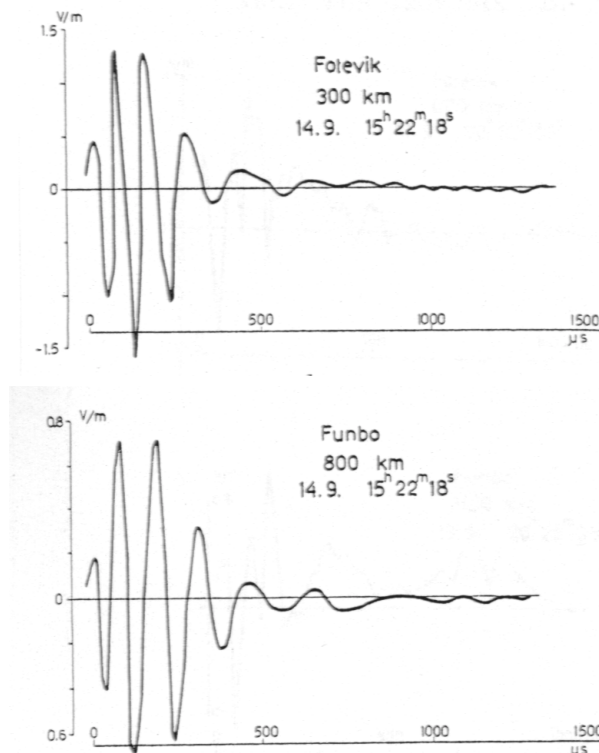 V/m
1.5
Fotevik
300 km
14.9. 15ʰ22ᵐ18ˢ
0
0 500 1000 1500
-1.5 µs
V/m
0.8
Funbo
800 km
14.9. 15ʰ22ᵐ18ˢ
0
0.6 0 500 1000 1500
µs